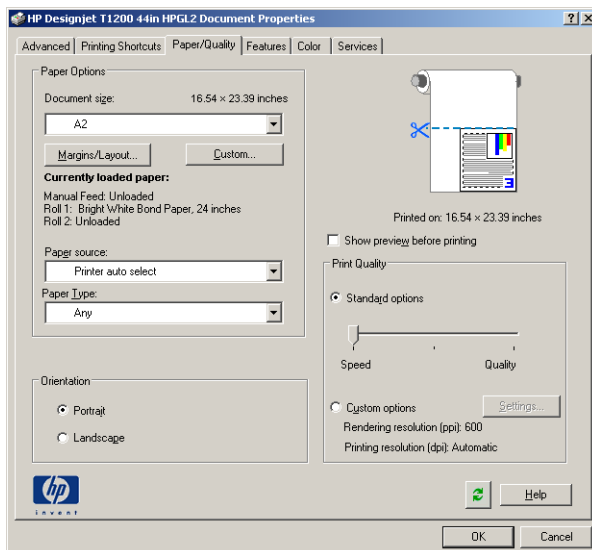 HP Designjet T1200 44in HPGL2 Document Properties
Advanced
Printing Shortcuts
Paper/Quality
Features
Color
Services
Paper Options
Document size:
16.54 × 23.39 inches
A2
Margins/Layout...
Custom...
Currently loaded paper:
Manual Feed: Unloaded
Roll 1: Bright White Bond Paper, 24 inches
Roll 2: Unloaded
Paper source:
Printer auto select
Paper Type:
Any
Orientation
Portrait
Landscape
3
Printed on: 16.54 × 23.39 inches
Show preview before printing
Print Quality
Standard options
Speed
Quality
Custom options
Settings...
Rendering resolution (ppi): 600
Printing resolution (dpi): Automatic
hp
invent
Help
OK
Cancel